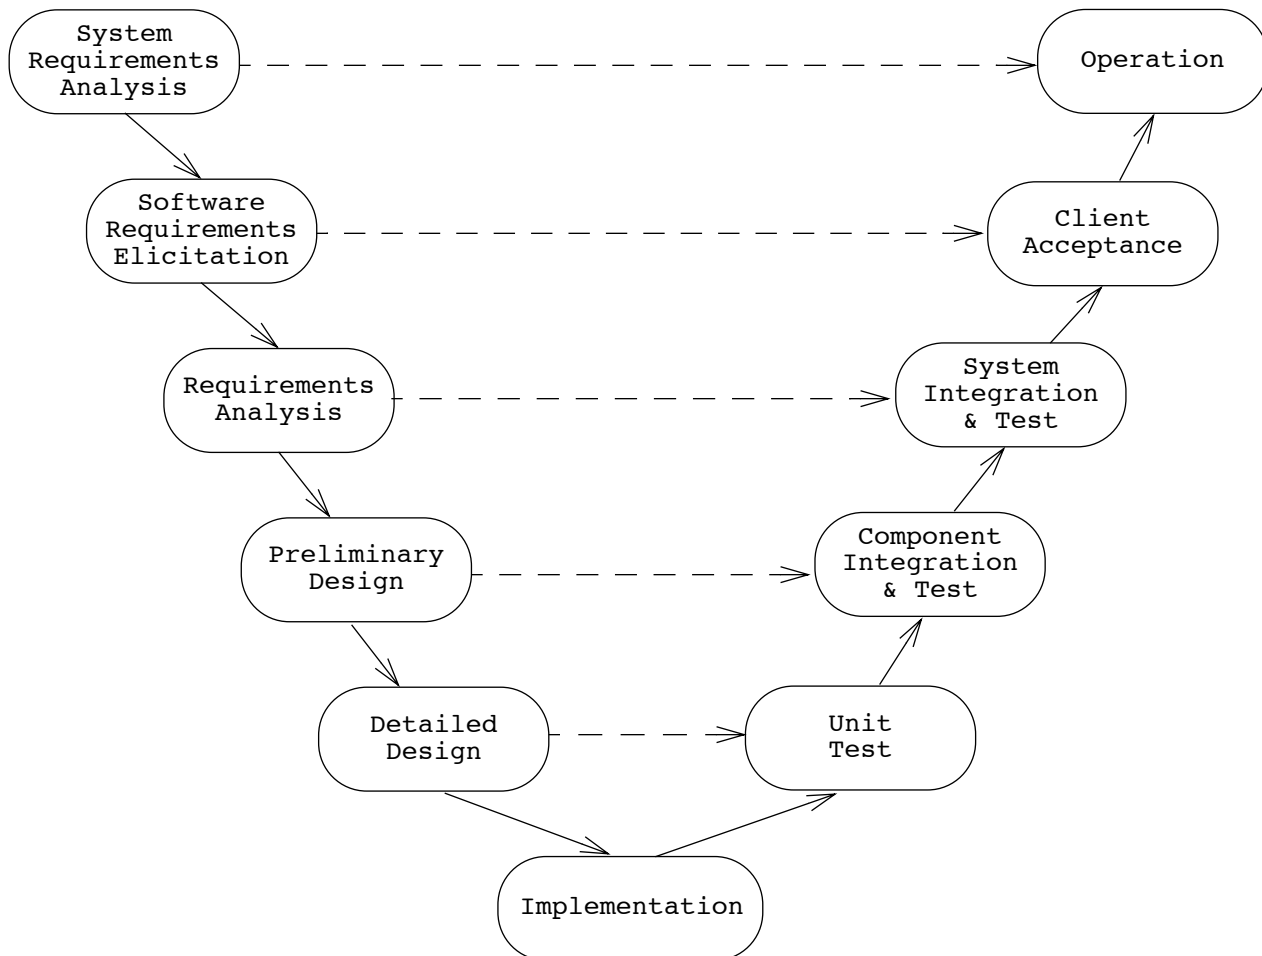 System
Requirements
Analysis
Operation
Software
Requirements
Elicitation
Client
Acceptance
Requirements
Analysis
System
Integration
& Test
Preliminary
Design
Component
Integration
& Test
Detailed
Design
Unit
Test
Implementation